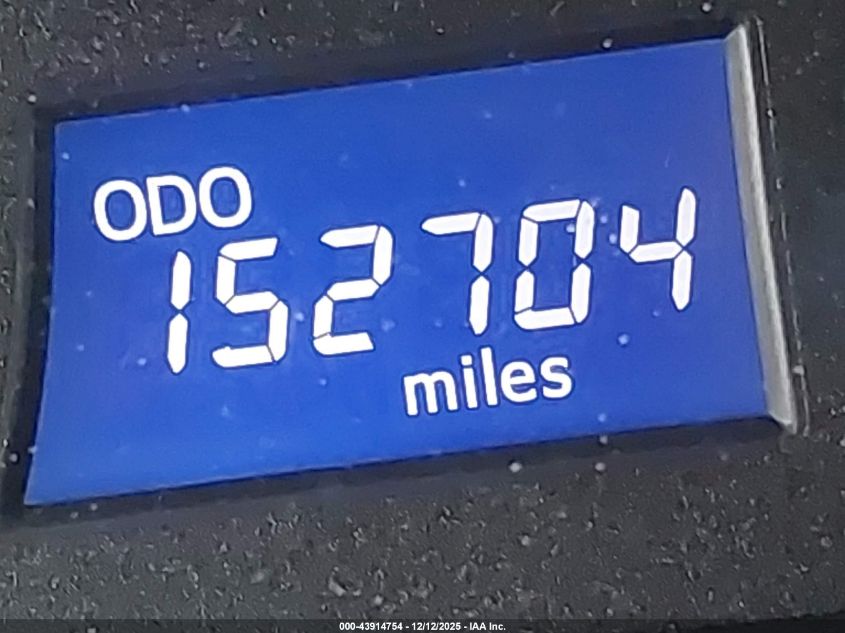 ODO
152704
miles
000-43914754 - 12/12/2025 - IAA Inc.